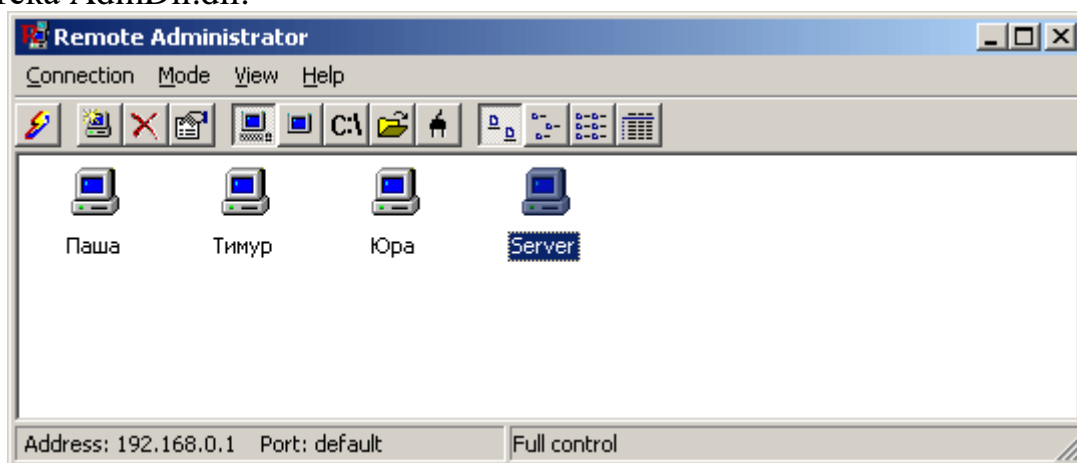 Remote Administrator
Connection Mode View Help
C:\
Паша Тимур Юра Server
Address: 192.168.0.1 Port: default Full control